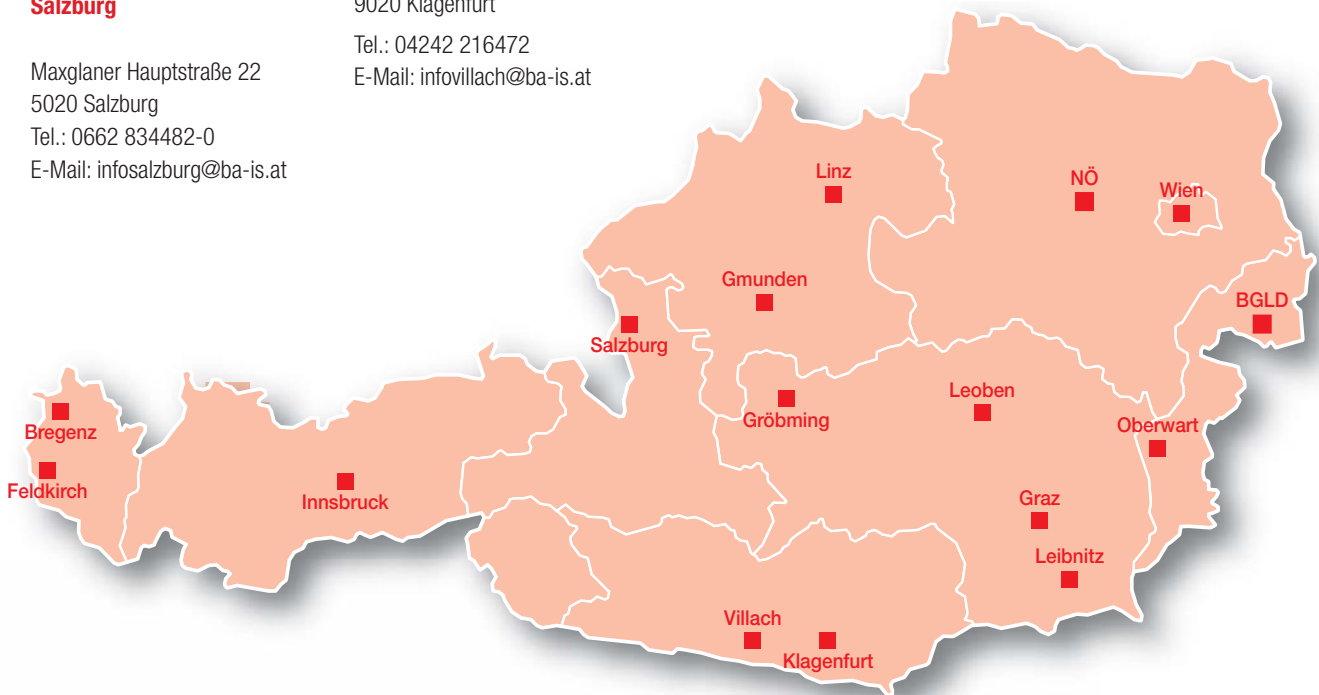 Salzburg
Maxglaner Hauptstraße 22
5020 Salzburg
Tel.: 0662 834482-0
E-Mail: infosalzburg@ba-is.at
9020 Klagenfurt
Tel.: 04242 216472
E-Mail: infovillach@ba-is.at
Linz
NÖ
Wien
Gmunden
BGLD
Salzburg
Gröbming
Leoben
Bregenz
Oberwart
Feldkirch
Innsbruck
Graz
Leibnitz
Villach
Klagenfurt